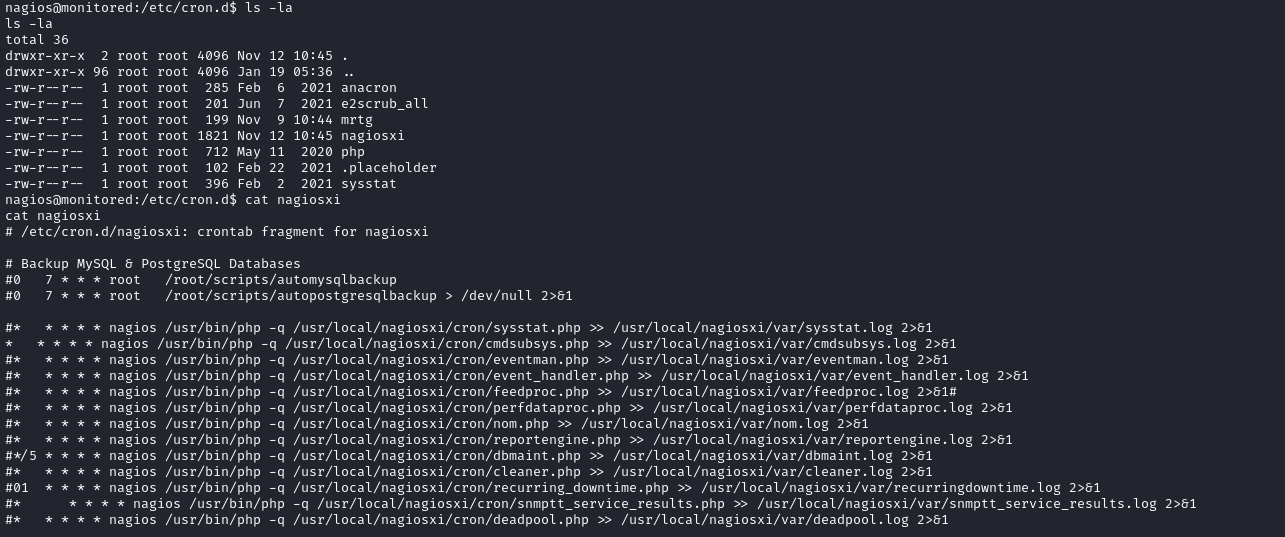 nagios@monitored:/etc/cron.d$ ls -la
ls -la
total 36
drwxr-xr-x  2 root root 4096 Nov 12 10:45 .
drwxr-xr-x 96 root root 4096 Jan 19 05:36 ..
-rw-r--r--  1 root root  285 Feb  6  2021 anacron
-rw-r--r--  1 root root  201 Jun  7  2021 e2scrub_all
-rw-r--r--  1 root root  199 Nov  9 10:44 mrtg
-rw-r--r--  1 root root 1821 Nov 12 10:45 nagiosxi
-rw-r--r--  1 root root  712 May 11  2020 php
-rw-r--r--  1 root root  102 Feb 22  2021 .placeholder
-rw-r--r--  1 root root  396 Feb  2  2021 sysstat
nagios@monitored:/etc/cron.d$ cat nagiosxi
cat nagiosxi
# /etc/cron.d/nagiosxi: crontab fragment for nagiosxi

# Backup MySQL & PostgreSQL Databases
#0   7 * * * root   /root/scripts/automysqlbackup
#0   7 * * * root   /root/scripts/autopostgresqlbackup > /dev/null 2>&1

#*   * * * * nagios /usr/bin/php -q /usr/local/nagiosxi/cron/sysstat.php >> /usr/local/nagiosxi/var/sysstat.log 2>&1
*   * * * * nagios /usr/bin/php -q /usr/local/nagiosxi/cron/cmdsubsys.php >> /usr/local/nagiosxi/var/cmdsubsys.log 2>&1
#*   * * * * nagios /usr/bin/php -q /usr/local/nagiosxi/cron/eventman.php >> /usr/local/nagiosxi/var/eventman.log 2>&1
#*   * * * * nagios /usr/bin/php -q /usr/local/nagiosxi/cron/event_handler.php >> /usr/local/nagiosxi/var/event_handler.log 2>&1
#*   * * * * nagios /usr/bin/php -q /usr/local/nagiosxi/cron/feedproc.php >> /usr/local/nagiosxi/var/feedproc.log 2>&1#
#*   * * * * nagios /usr/bin/php -q /usr/local/nagiosxi/cron/perfdataproc.php >> /usr/local/nagiosxi/var/perfdataproc.log 2>&1
#*   * * * * nagios /usr/bin/php -q /usr/local/nagiosxi/cron/nom.php >> /usr/local/nagiosxi/var/nom.log 2>&1
#*   * * * * nagios /usr/bin/php -q /usr/local/nagiosxi/cron/reportengine.php >> /usr/local/nagiosxi/var/reportengine.log 2>&1
#*/5 * * * * nagios /usr/bin/php -q /usr/local/nagiosxi/cron/dbmaint.php >> /usr/local/nagiosxi/var/dbmaint.log 2>&1
#*   * * * * nagios /usr/bin/php -q /usr/local/nagiosxi/cron/cleaner.php >> /usr/local/nagiosxi/var/cleaner.log 2>&1
#01  * * * * nagios /usr/bin/php -q /usr/local/nagiosxi/cron/recurring_downtime.php >> /usr/local/nagiosxi/var/recurringdowntime.log 2>&1
#*      * * * * nagios /usr/bin/php -q /usr/local/nagiosxi/cron/snmptt_service_results.php >> /usr/local/nagiosxi/var/snmptt_service_results.log 2>&1
#*   * * * * nagios /usr/bin/php -q /usr/local/nagiosxi/cron/deadpool.php >> /usr/local/nagiosxi/var/deadpool.log 2>&1